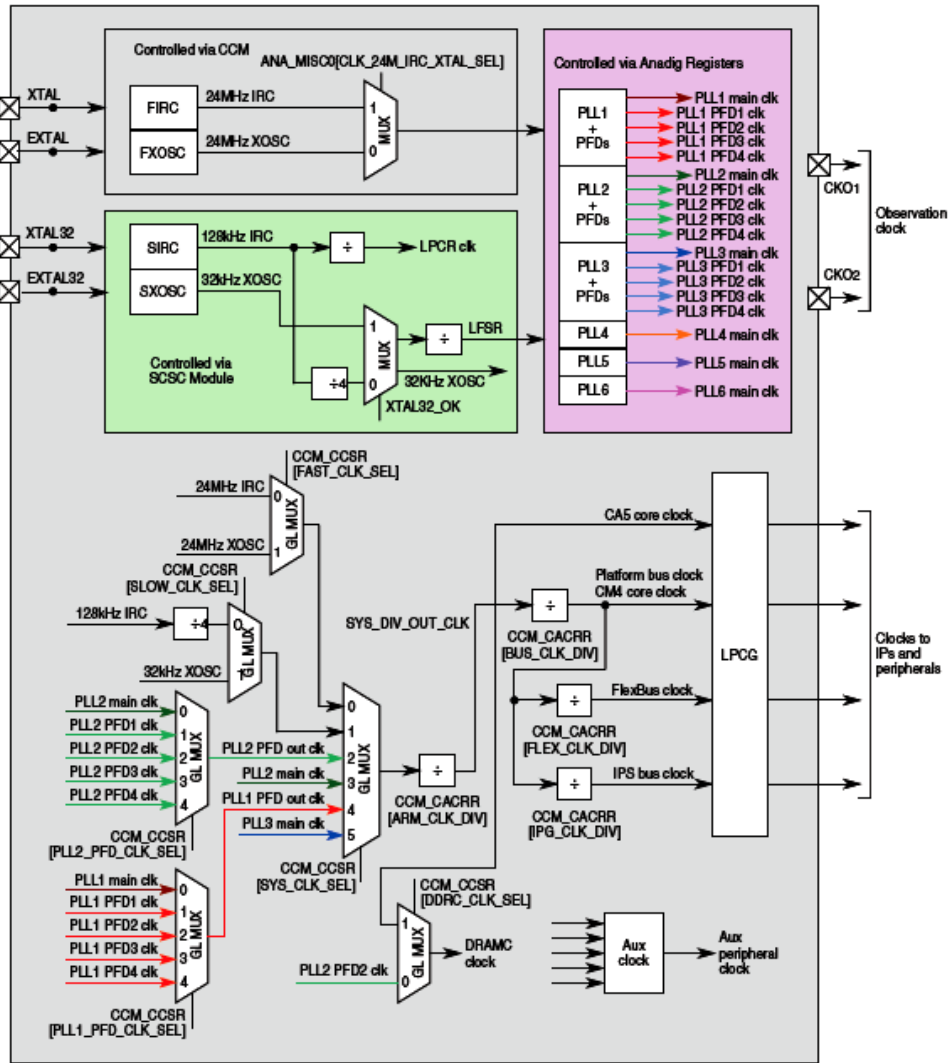 Controlled via CCM
ANA_MISC0[CLK_24M_IRC_XTAL_SEL]
XTAL
EXTAL
FIRC
FXOSC
24MHz IRC
24MHz XOSC
1
0
MUX
Controlled via Anadig Registers
PLL1
+
PFDs
PLL1 main clk
PLL1 PFD1 clk
PLL1 PFD2 clk
PLL1 PFD3 clk
PLL1 PFD4 clk
PLL2
+
PFDs
PLL2 main clk
PLL2 PFD1 clk
PLL2 PFD2 clk
PLL2 PFD3 clk
PLL2 PFD4 clk
PLL3
+
PFDs
PLL3 main clk
PLL3 PFD1 clk
PLL3 PFD2 clk
PLL3 PFD3 clk
PLL3 PFD4 clk
PLL4
PLL4 main clk
PLL5
PLL5 main clk
PLL6
PLL6 main clk
CKO1
CKO2
Observation
clock
XTAL32
EXTAL32
SIRC
SXOSC
128kHz IRC
32kHz XOSC
÷
LPCR clk
1
0
MUX
÷
LFSR
÷4
32KHz XOSC
XTAL32_OK
Controlled via
SCSC Module
CCM_CCSR
[FAST_CLK_SEL]
24MHz IRC
24MHz XOSC
0
1
GL MUX
CCM_CCSR
[SLOW_CLK_SEL]
128kHz IRC
÷4
32kHz XOSC
0
1
GL MUX
PLL2 main clk
PLL2 PFD1 clk
PLL2 PFD2 clk
PLL2 PFD3 clk
PLL2 PFD4 clk
0
1
2
3
4
GL MUX
CCM_CCSR
[PLL2_PFD_CLK_SEL]
PLL1 main clk
PLL1 PFD1 clk
PLL1 PFD2 clk
PLL1 PFD3 clk
PLL1 PFD4 clk
0
1
2
3
4
GL MUX
CCM_CCSR
[PLL1_PFD_CLK_SEL]
PLL2 PFD out clk
PLL2 main clk
PLL1 PFD out clk
PLL3 main clk
0
1
2
3
4
5
GL MUX
CCM_CCSR
[SYS_CLK_SEL]
÷
CCM_CACRR
[ARM_CLK_DIV]
SYS_DIV_OUT_CLK
÷
CCM_CACRR
[BUS_CLK_DIV]
CA5 core clock
Platform bus clock
CM4 core clock
÷
FlexBus clock
CCM_CACRR
[FLEX_CLK_DIV]
÷
IPS bus clock
CCM_CACRR
[IPG_CLK_DIV]
LPCG
Clocks to
IPs and
peripherals
CCM_CCSR
[DDRC_CLK_SEL]
PLL2 PFD2 clk
1
0
GL MUX
DRAMC
clock
Aux
clock
Aux
peripheral
clock